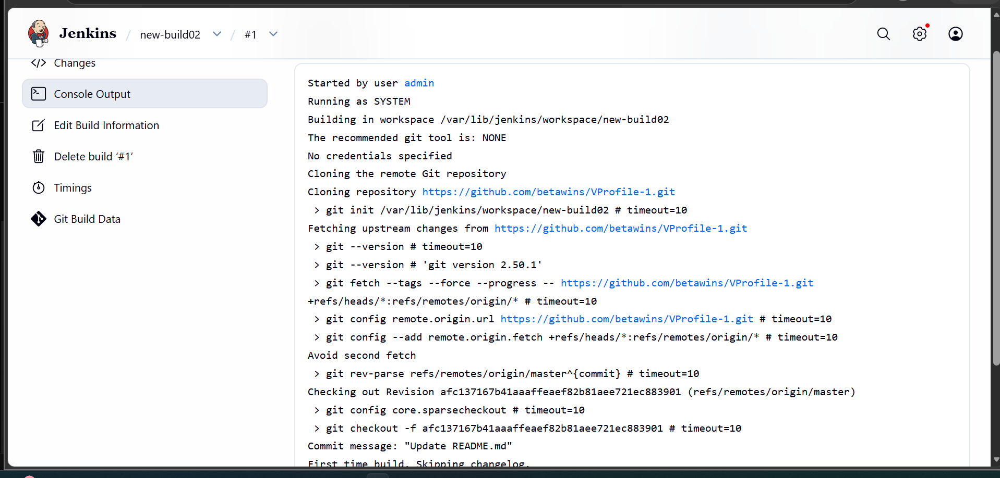 Jenkins / new-build02 / #1
Changes
Console Output
Edit Build Information
Delete build ‘#1’
Timings
Git Build Data
Started by user admin
Running as SYSTEM
Building in workspace /var/lib/jenkins/workspace/new-build02
The recommended git tool is: NONE
No credentials specified
Cloning the remote Git repository
Cloning repository https://github.com/betawins/VProfile-1.git
 > git init /var/lib/jenkins/workspace/new-build02 # timeout=10
Fetching upstream changes from https://github.com/betawins/VProfile-1.git
 > git --version # timeout=10
 > git --version # 'git version 2.50.1'
 > git fetch --tags --force --progress -- https://github.com/betawins/VProfile-1.git
+refs/heads/*:refs/remotes/origin/* # timeout=10
 > git config remote.origin.url https://github.com/betawins/VProfile-1.git # timeout=10
 > git config --add remote.origin.fetch +refs/heads/*:refs/remotes/origin/* # timeout=10
Avoid second fetch
 > git rev-parse refs/remotes/origin/master^{commit} # timeout=10
Checking out Revision afc137167b41aaaffeaef82b81aee721ec883901 (refs/remotes/origin/master)
 > git config core.sparsecheckout # timeout=10
 > git checkout -f afc137167b41aaaffeaef82b81aee721ec883901 # timeout=10
Commit message: "Update README.md"
First time build. Skipping changelog.